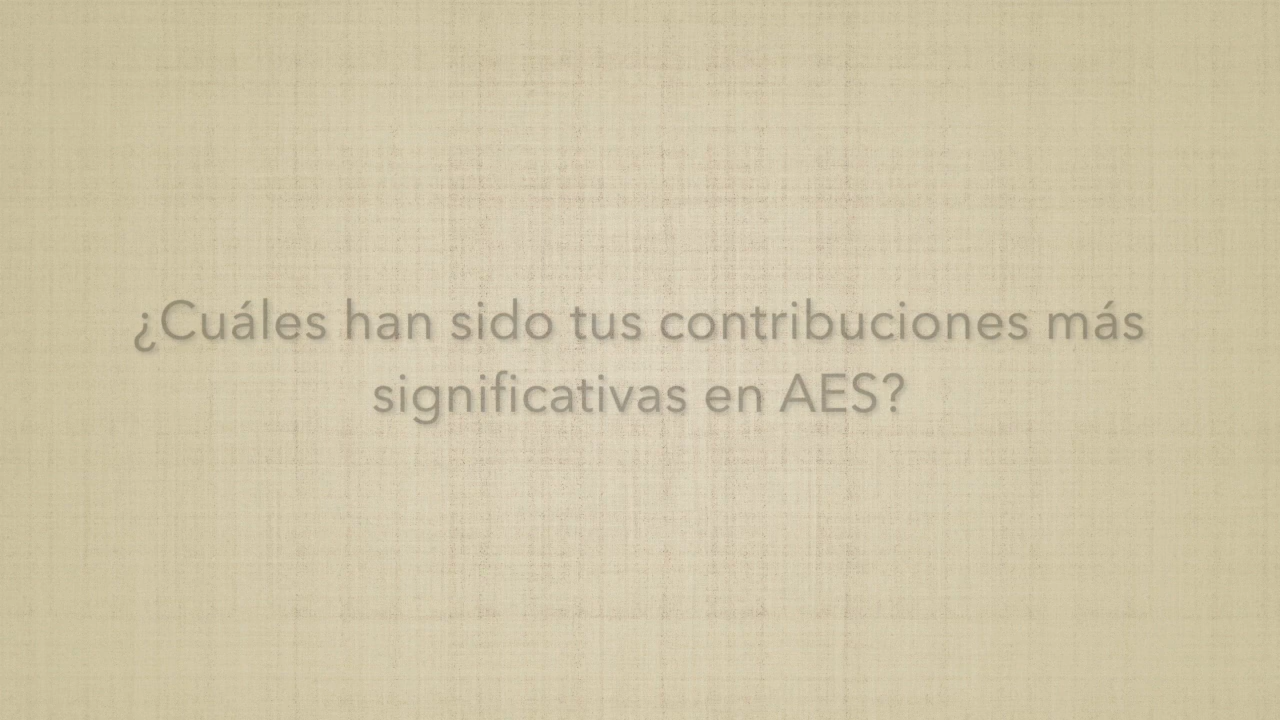 ¿Cuáles han sido tus contribuciones más
significativas en AES?